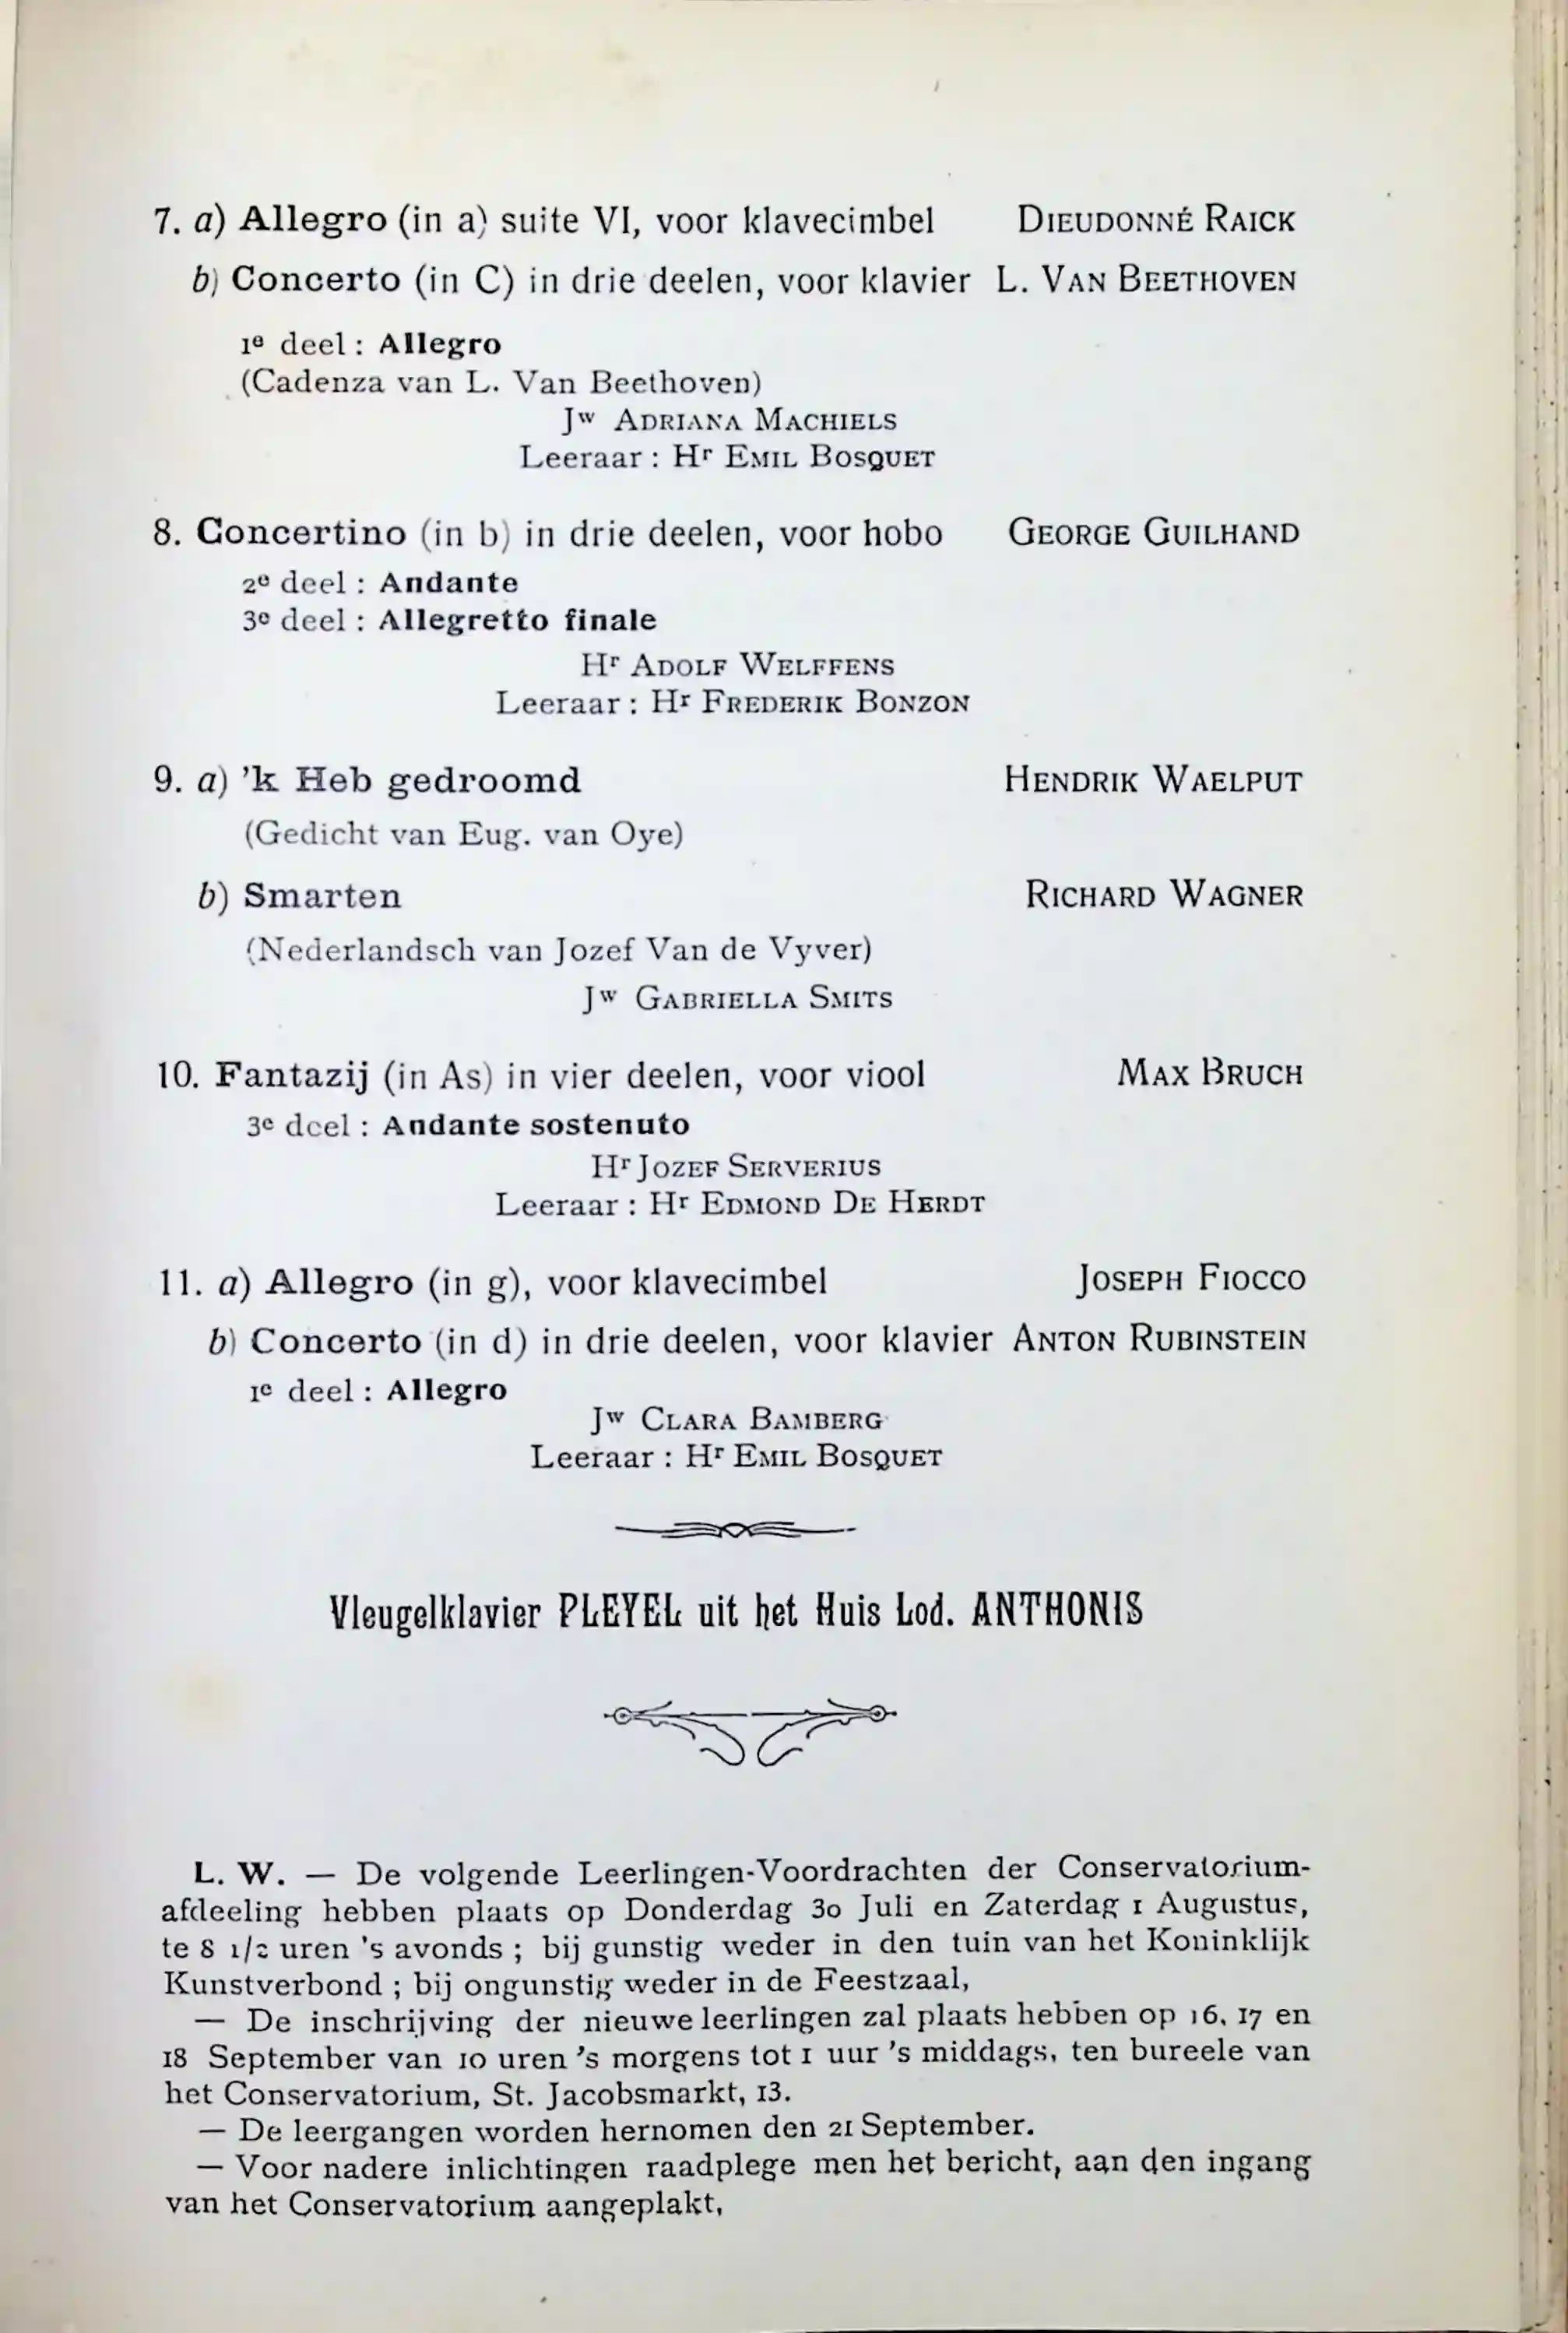 7. a) Allegro (in a) suite VI, voor klavecimbel DIEUDONNÉ RAICK
b) Concerto (in C) in drie deelen, voor klavier L. VAN BEETHOVEN
1e deel : Allegro
(Cadenza van L. Van Beethoven)
Jw ADRIANA MACHIELS
Leeraar : Hr EMIL BOSQUET
8. Concertino (in b) in drie deelen, voor hobo GEORGE GUILHAND
2e deel : Andante
3e deel : Allegretto finale
Hr ADOLF WELFFENS
Leeraar : Hr FREDERIK BONZON
9. a) 'k Heb gedroomd HENDRIK WAELPUT
(Gedicht van Eug. van Oye)
b) Smarten RICHARD WAGNER
(Nederlandsch van Jozef Van de Vyver)
Jw GABRIELLA SMITS
10. Fantazij (in As) in vier deelen, voor viool MAX BRUCH
3e deel : Andante sostenuto
Hr JOZEF SERVERIUS
Leeraar : Hr EDMOND DE HERDT
11. a) Allegro (in g), voor klavecimbel JOSEPH FIOCCO
b) Concerto (in d) in drie deelen, voor klavier ANTON RUBINSTEIN
1e deel : Allegro
Jw CLARA BAMBERG
Leeraar : Hr EMIL BOSQUET
Vleugelklavier PLEYEL uit het Huis Lod. ANTHONIS
L. W. — De volgende Leerlingen-Voordrachten der Conservatorium-
afdeeling hebben plaats op Donderdag 30 Juli en Zaterdag 1 Augustus,
te 8 1/2 uren 's avonds ; bij gunstig weder in den tuin van het Koninklijk
Kunstverbond ; bij ongunstig weder in de Feestzaal,
— De inschrijving der nieuwe leerlingen zal plaats hebben op 16, 17 en
18 September van 10 uren 's morgens tot 1 uur 's middags, ten bureele van
het Conservatorium, St. Jacobsmarkt, 13.
— De leergangen worden hernomen den 21 September.
— Voor nadere inlichtingen raadplege men het bericht, aan den ingang
van het Conservatorium aangeplakt,